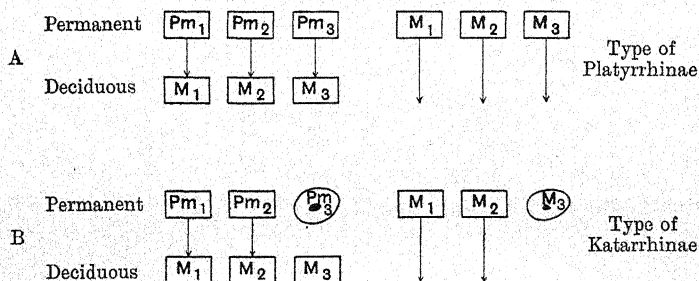 Permanent Pm1 Pm2 Pm3 M1 M2 M3
A
Type of
Platyrrhinae
Deciduous M1 M2 M3
Permanent Pm1 Pm2 Pm3 M1 M2 M3
B
Type of
Katarrhinae
Deciduous M1 M2 M3